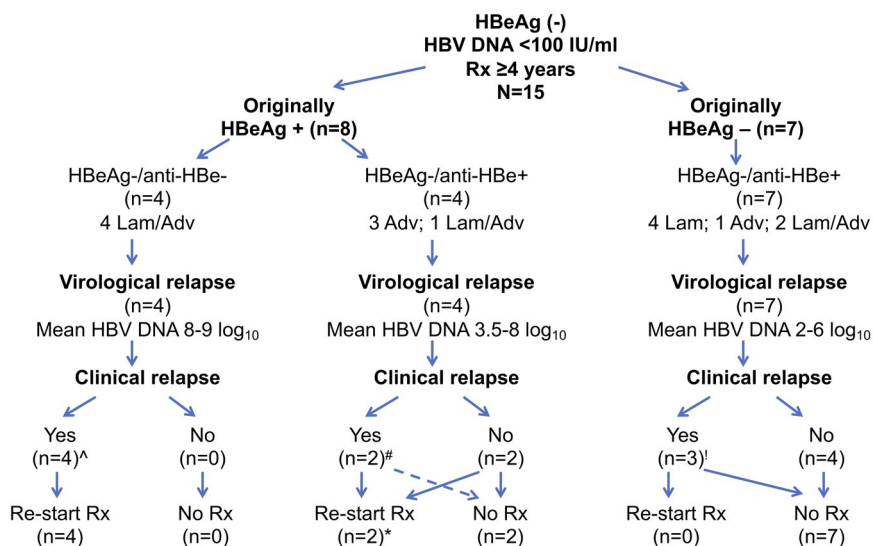 HBeAg (-)
HBV DNA <100 IU/ml
Rx ≥4 years
N=15
Originally
HBeAg + (n=8)
Originally
HBeAg – (n=7)
HBeAg-/anti-HBe-
(n=4)
4 Lam/Adv
HBeAg-/anti-HBe+
(n=4)
3 Adv; 1 Lam/Adv
HBeAg-/anti-HBe+
(n=7)
4 Lam; 1 Adv; 2 Lam/Adv
Virological relapse
(n=4)
Mean HBV DNA 8-9 log₁₀
Virological relapse
(n=4)
Mean HBV DNA 3.5-8 log₁₀
Virological relapse
(n=7)
Mean HBV DNA 2-6 log₁₀
Clinical relapse
Clinical relapse
Clinical relapse
Yes
(n=4)^
No
(n=0)
Yes
(n=2)#
No
(n=2)
Yes
(n=3)!
No
(n=4)
Re-start Rx
(n=4)
No Rx
(n=0)
Re-start Rx
(n=2)*
No Rx
(n=2)
Re-start Rx
(n=0)
No Rx
(n=7)